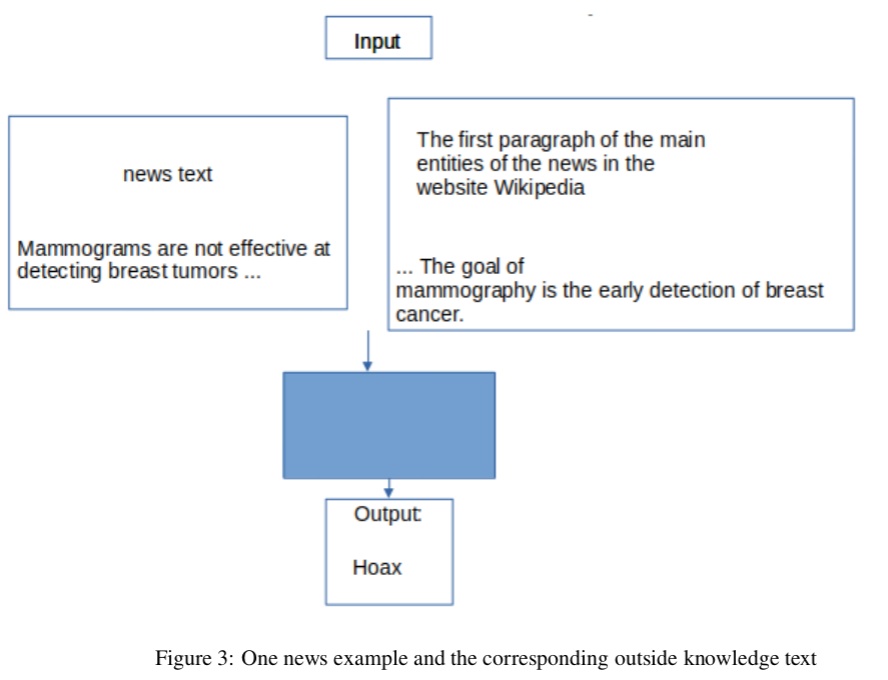 Input
news text
Mammograms are not effective at
detecting breast tumors ...
The first paragraph of the main
entities of the news in the
website Wikipedia
... The goal of
mammography is the early detection of breast
cancer.
Output:
Hoax
Figure 3: One news example and the corresponding outside knowledge text